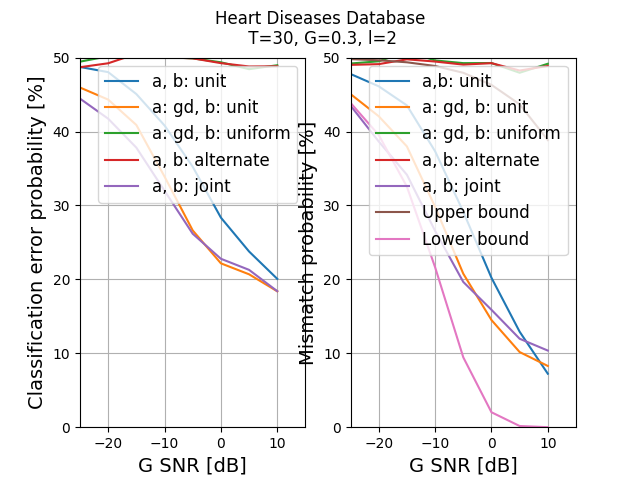 Heart Diseases Database
T=30, G=0.3, l=2
Classification error probability [%]
50
40
30
20
10
0
−20
−10
0
10
G SNR [dB]
a, b: unit
a: gd, b: unit
a: gd, b: uniform
a, b: alternate
a, b: joint
Mismatch probability [%]
50
40
30
20
10
0
−20
−10
0
10
G SNR [dB]
a,b: unit
a: gd, b: unit
a: gd, b: uniform
a, b: alternate
a, b: joint
Upper bound
Lower bound